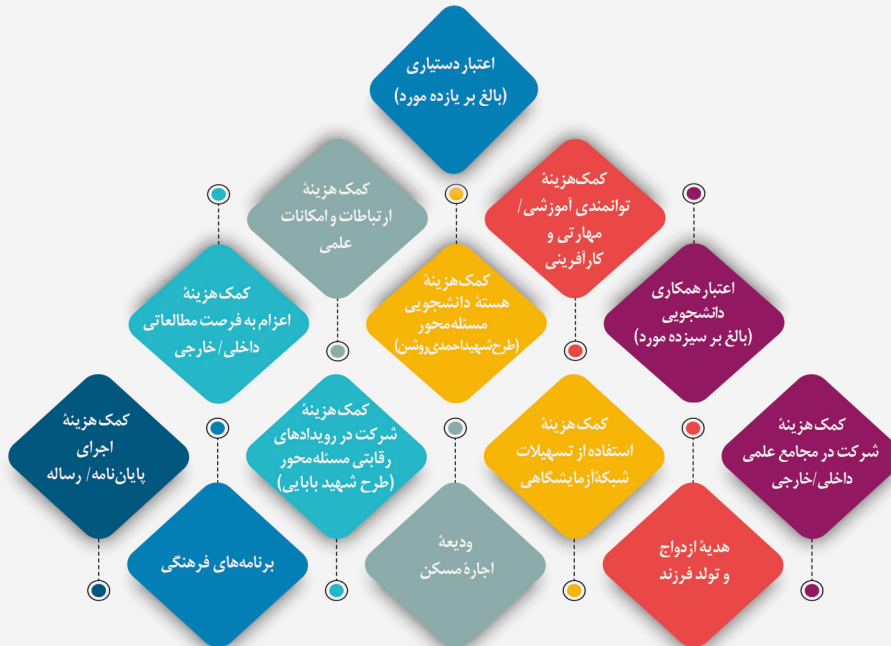 اعتبار دستیاری
(بالغ بر یازده مورد)
کمک‌هزینهٔ
توانمندی آموزشی/
مهارتی و
کارآفرینی
کمک‌هزینهٔ
ارتباطات و امکانات
علمی
اعتبار همکاری
دانشجویی
(بالغ بر سیزده مورد)
کمک‌هزینهٔ
هستهٔ دانشجویی
مسئله‌محور
(طرح شهید احمدی روشن)
کمک‌هزینهٔ
اعزام به فرصت مطالعاتی
داخلی/خارجی
کمک‌هزینهٔ
شرکت در مجامع علمی
داخلی/خارجی
کمک‌هزینهٔ
استفاده از تسهیلات
شبکهٔ آزمایشگاهی
کمک‌هزینهٔ
شرکت در رویدادهای
رقابتی مسئله‌محور
(طرح شهید بابایی)
کمک‌هزینهٔ
اجرای
پایان‌نامه/ رساله
هدیهٔ ازدواج
و تولد فرزند
ودیعهٔ
اجارهٔ مسکن
برنامه‌های فرهنگی